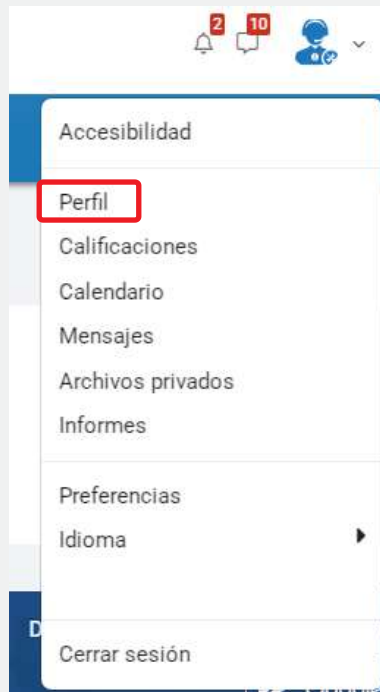 2 10
Accesibilidad
Perfil
Calificaciones
Calendario
Mensajes
Archivos privados
Informes
Preferencias
Idioma
D
Cerrar sesión